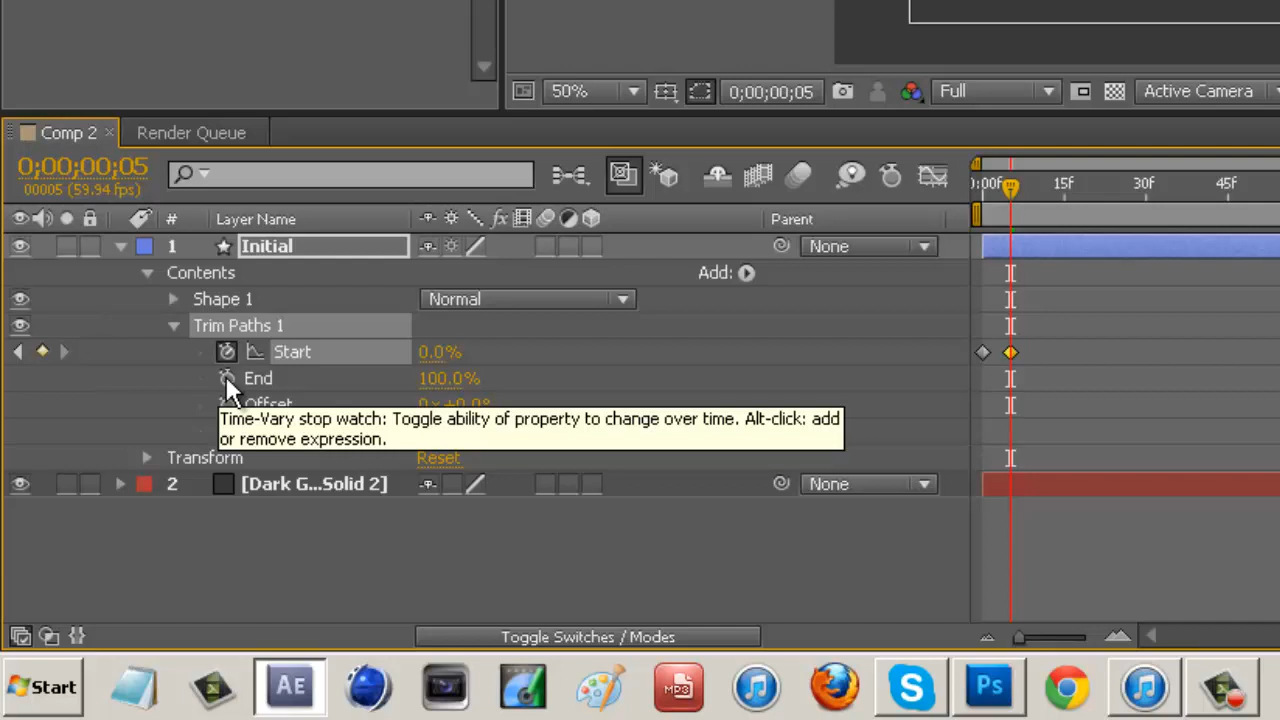 50%
0;00;00;05
Full
Active Camera
Comp 2
Render Queue
0;00;00;05
00005 (59.94 fps)
0:00f
15f
30f
45f
#
Layer Name
fx
Parent
1
Initial
None
Contents
Add:
Shape 1
Normal
Trim Paths 1
Start
0.0%
End
100.0%
Offset
0 x +0.0°
Time-Vary stop watch: Toggle ability of property to change over time. Alt-click: add
or remove expression.
Transform
Reset
2
[Dark G...Solid 2]
None
Toggle Switches / Modes
Start
AE
MP3
S
Ps